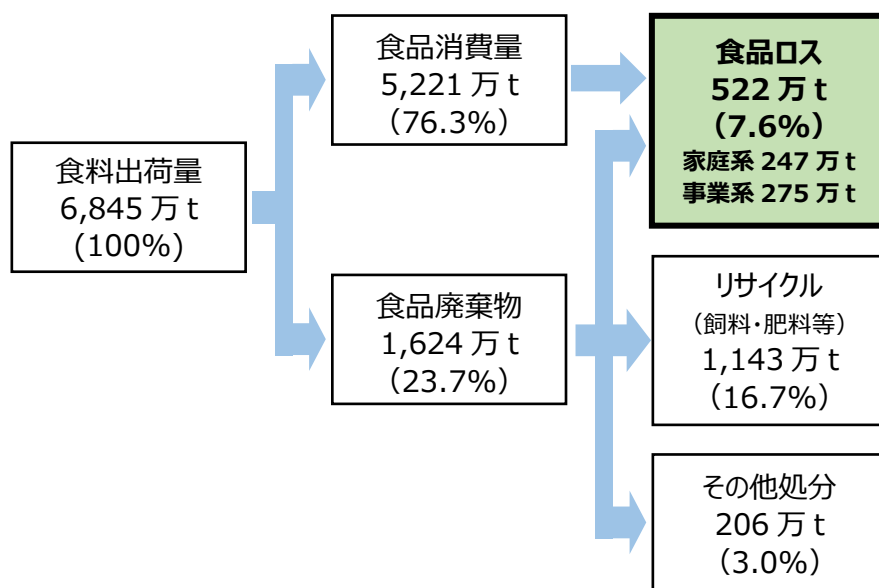 食料出荷量
6,845 万 t
(100%)
食品消費量
5,221 万 t
(76.3%)
食品廃棄物
1,624 万 t
(23.7%)
食品ロス
522 万 t
(7.6%)
家庭系 247 万 t
事業系 275 万 t
リサイクル
(飼料・肥料等)
1,143 万 t
(16.7%)
その他処分
206 万 t
(3.0%)